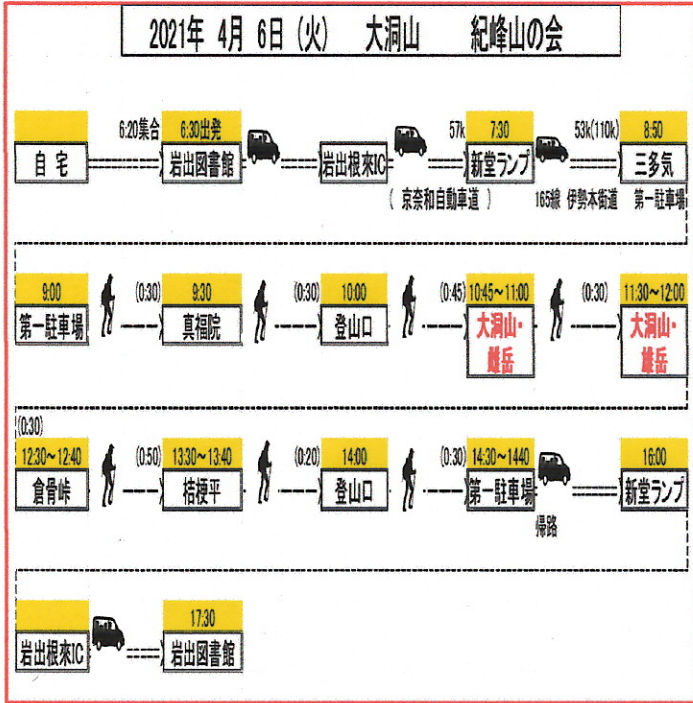 2021年 4月 6日 (火) 大洞山 紀峰山の会
6:20集合 6:30出発 57k 7:30 53k(110k) 8:50
自宅 岩出図書館 岩出根來IC 新堂ランプ 三多気
( 京奈和自動車道 ) 165線 伊勢本街道 第一駐車場
9:00 (0:30) 9:30 (0:30) 10:00 (0:45) 10:45～11:00 (0:30) 11:30～12:00
第一駐車場 真福院 登山口 大洞山・ 大洞山・
(0:30)
12:30～12:40 (0:50) 13:30～13:40 (0:20) 14:00 (0:30) 14:30～1440 16:00
倉骨峠 桔梗平 登山口 第一駐車場 新堂ランプ
帰路
17:30
岩出根來IC 岩出図書館